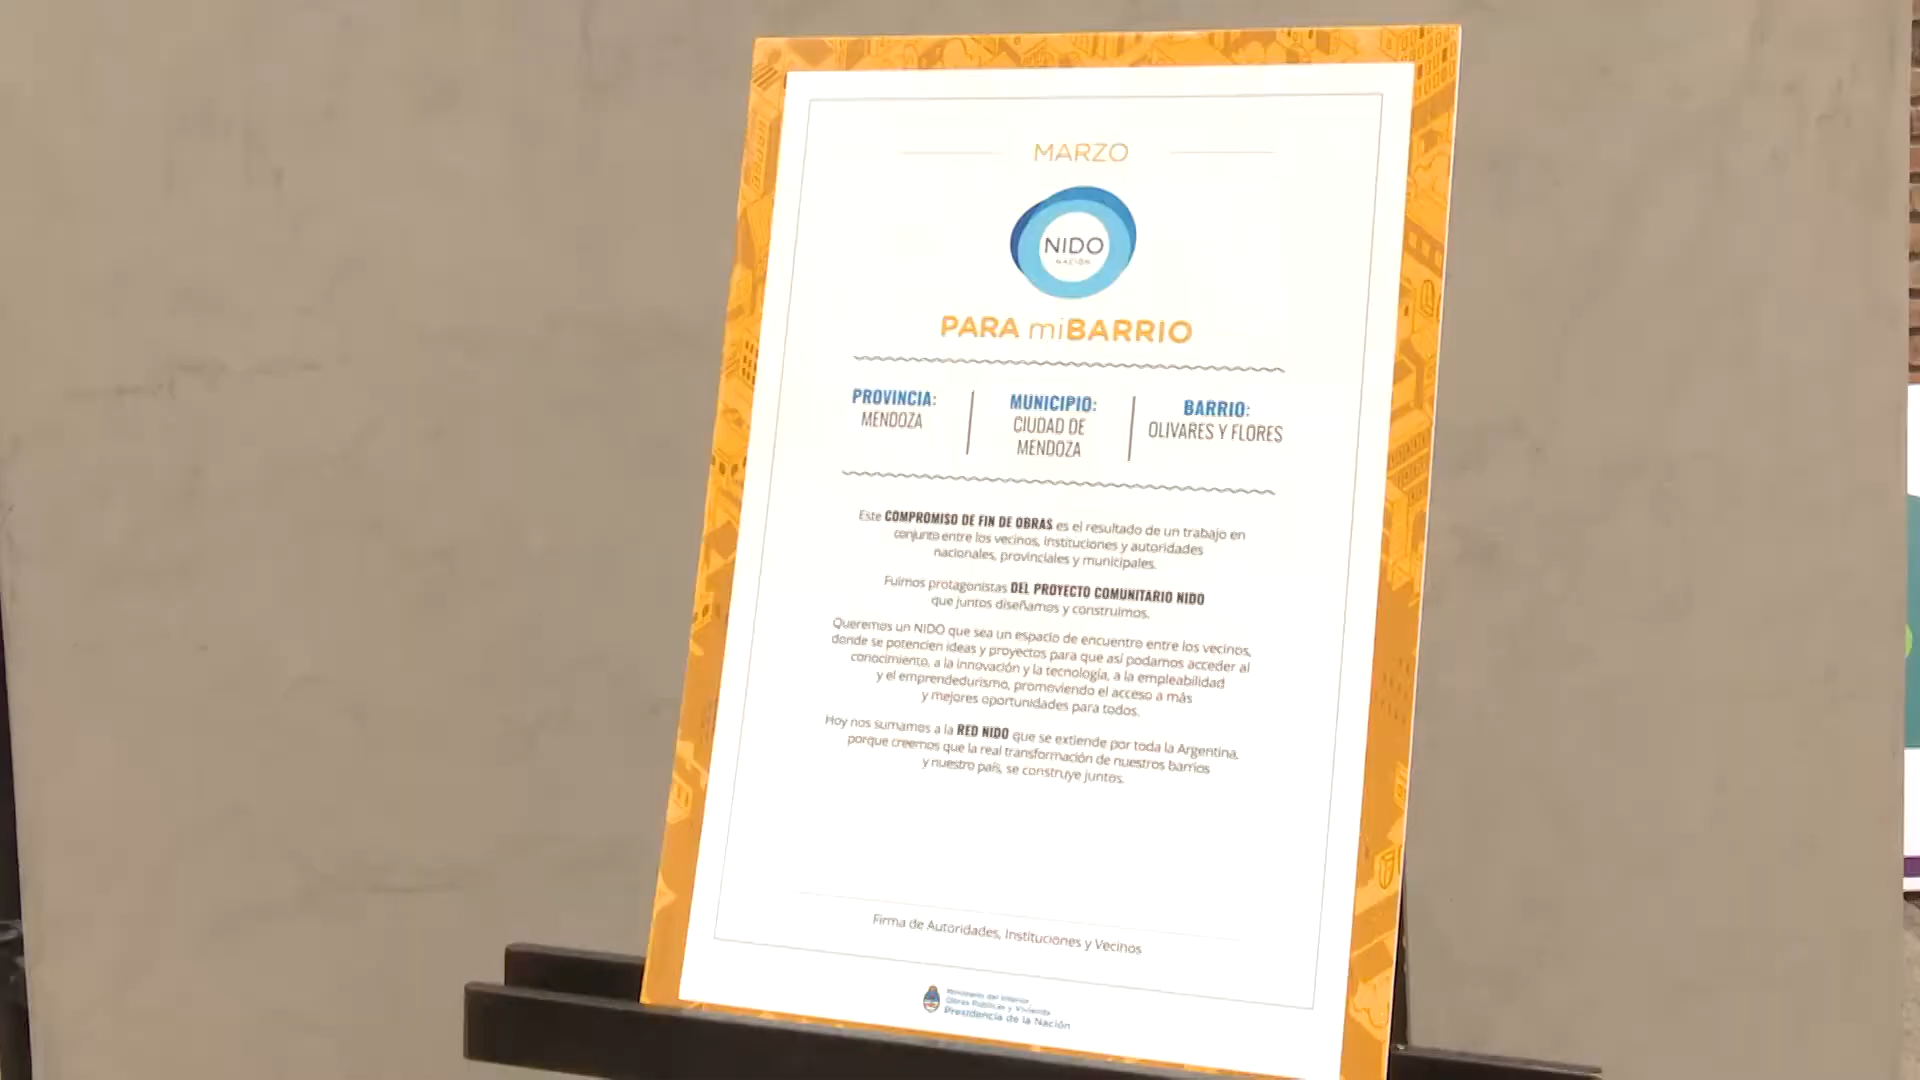 MARZO
NIDO
NACIÓN
PARA miBARRIO
PROVINCIA:
MENDOZA
MUNICIPIO:
CIUDAD DE
MENDOZA
BARRIO:
OLIVARES Y FLORES
Este COMPROMISO DE FIN DE OBRAS es el resultado de un trabajo en
conjunto entre los vecinos, instituciones y autoridades
nacionales, provinciales y municipales.
Fuimos protagonistas DEL PROYECTO COMUNITARIO NIDO
que juntos diseñamos y construimos.
Queremos un NIDO que sea un espacio de encuentro entre los vecinos,
donde se potencien ideas y proyectos para que así podamos acceder al
conocimiento, a la innovación y la tecnología, a la empleabilidad
y el emprendedurismo, promoviendo el acceso a más
y mejores oportunidades para todos.
Hoy nos sumamos a la RED NIDO que se extiende por toda la Argentina,
porque creemos que la real transformación de nuestros barrios
y nuestro país, se construye juntos.
Firma de Autoridades, Instituciones y Vecinos
Ministerio del Interior,
Obras Públicas y Vivienda
Presidencia de la Nación